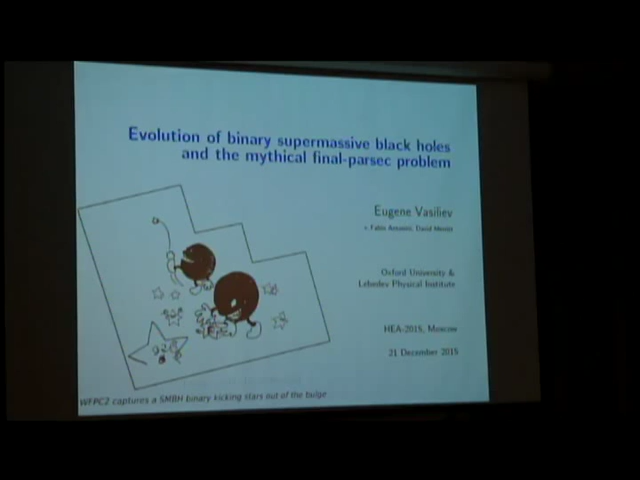 Evolution of binary supermassive black holes
and the mythical final-parsec problem
Eugene Vasiliev
+ Fabio Antonini, David Merritt
Oxford University &
Lebedev Physical Institute
HEA-2015, Moscow
21 December 2015
WFPC2 captures a SMBH binary kicking stars out of the bulge